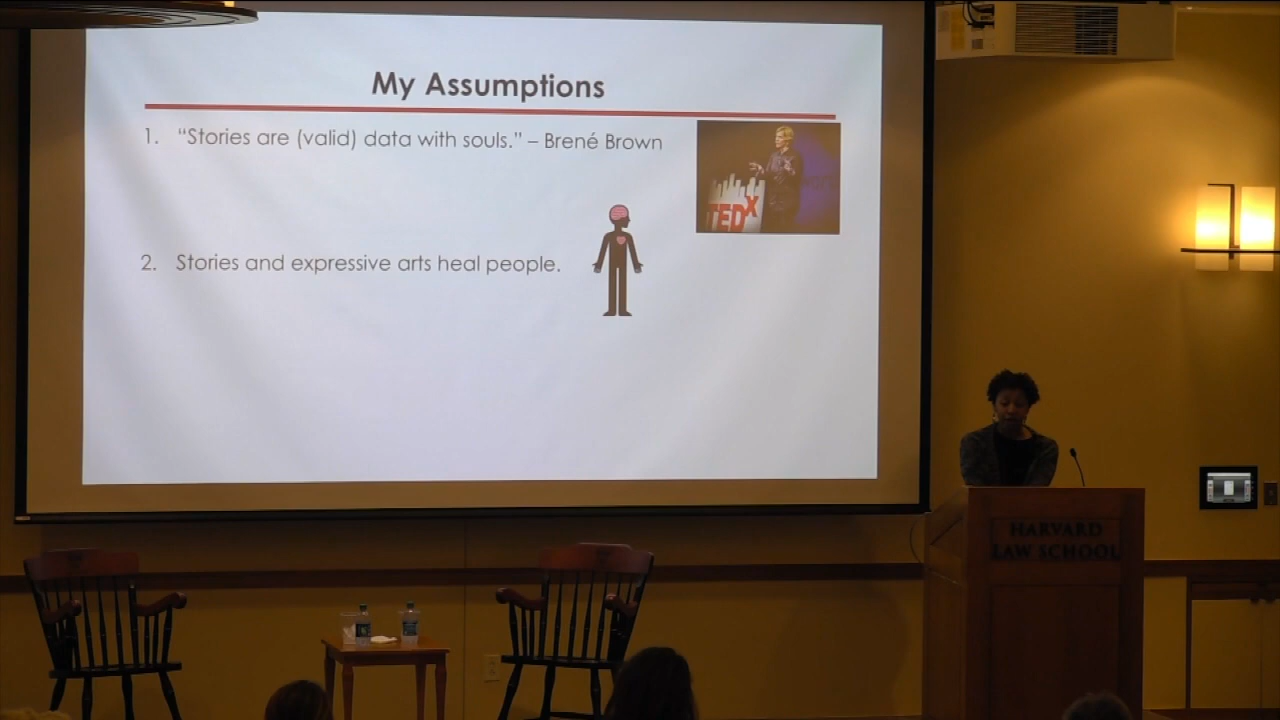 My Assumptions
1. “Stories are (valid) data with souls.” – Brené Brown
TEDx
2. Stories and expressive arts heal people.
HARVARD
LAW SCHOOL